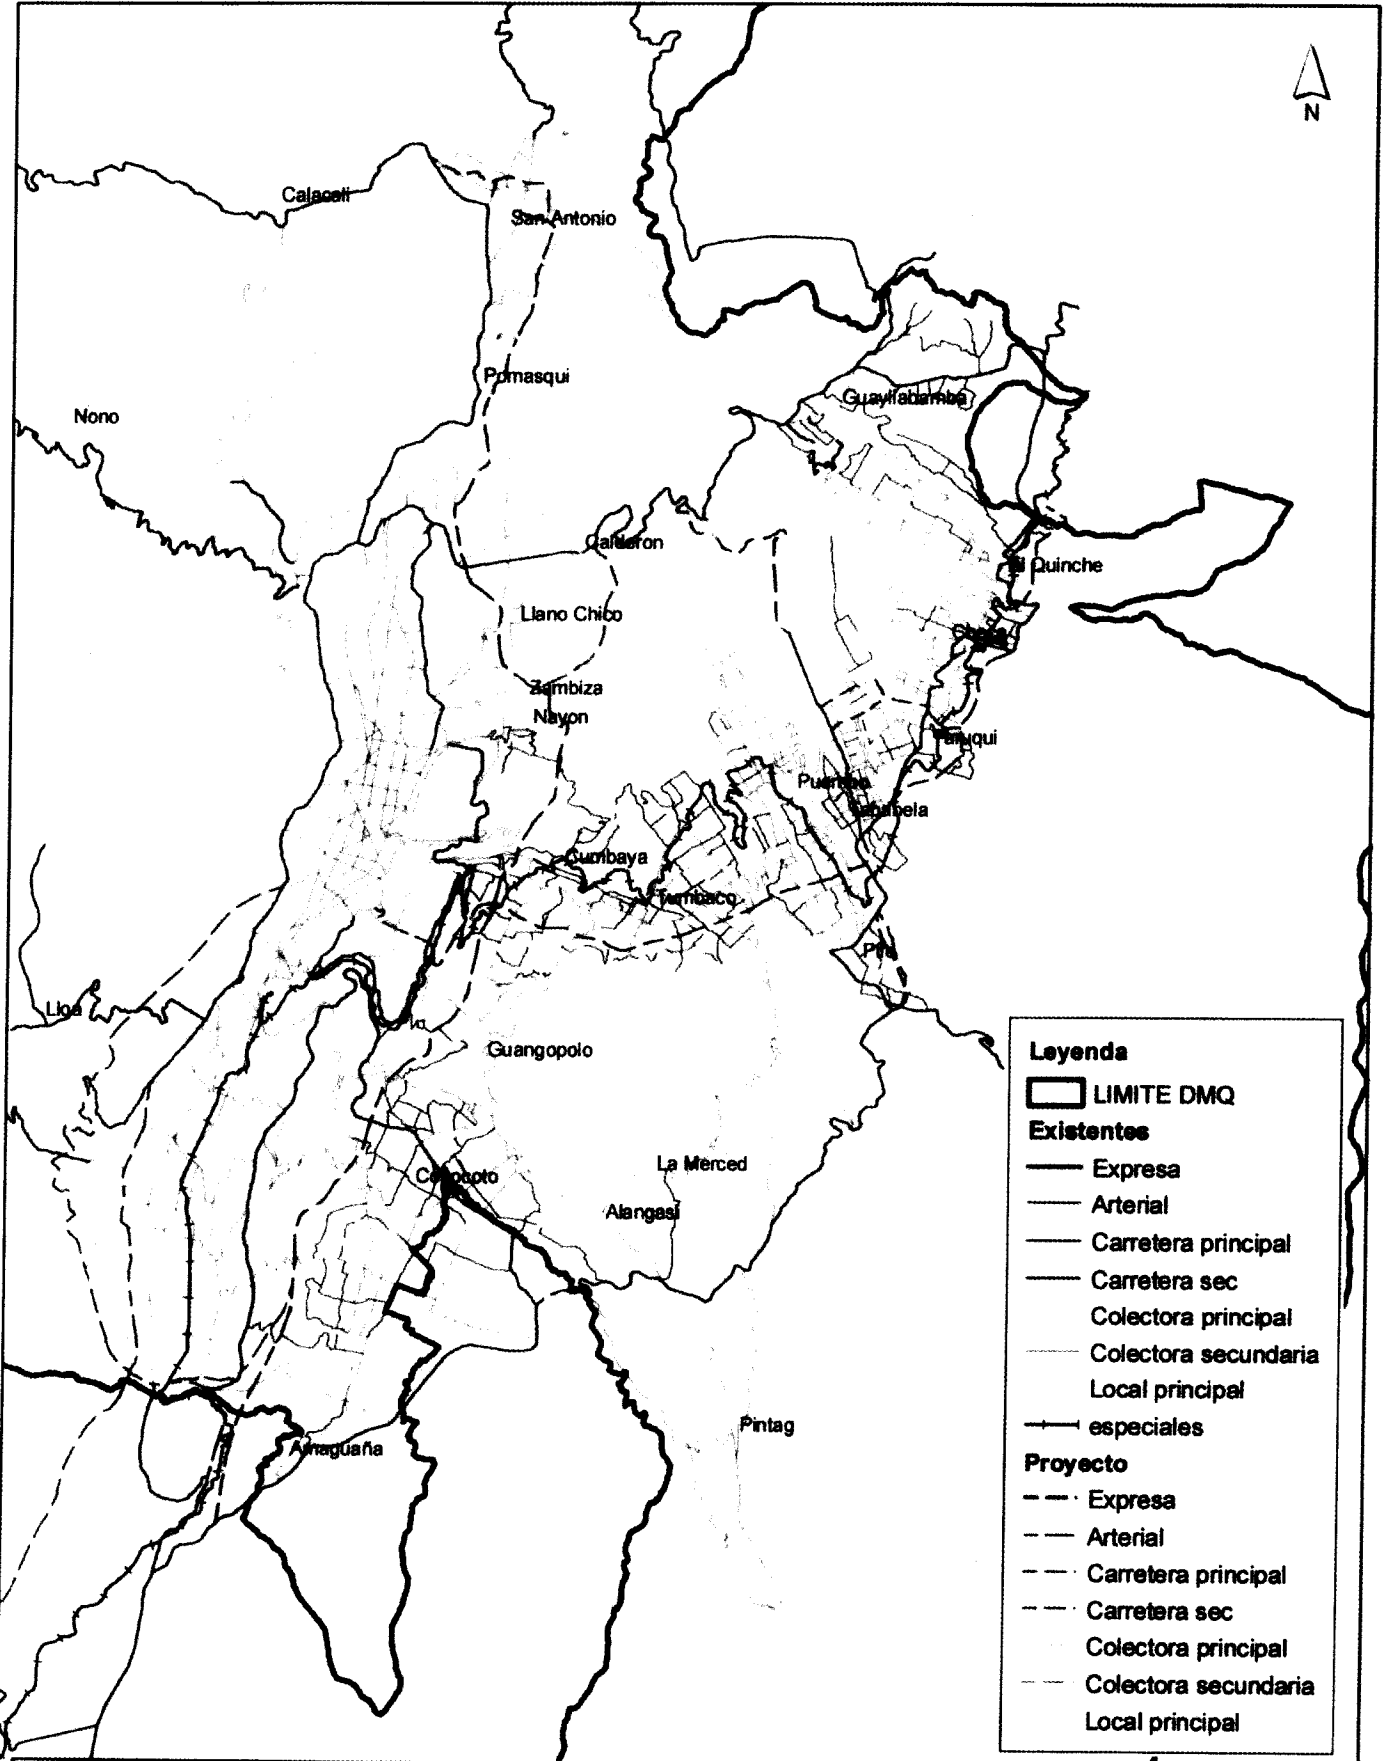 N
Calacali
San Antonio
Pomasqui
Nono
Guayllabamba
Calderon
El Quinche
Llano Chico
Checa
Zambiza
Nayon
Yaruqui
Puembo
Tababela
Cumbaya
Tumbaco
Pifo
Lloa
Guangopolo
La Merced
Conocoto
Alangasi
Pintag
Amaguaña
Leyenda
LIMITE DMQ
Existentes
Expresa
Arterial
Carretera principal
Carretera sec
Colectora principal
Colectora secundaria
Local principal
especiales
Proyecto
Expresa
Arterial
Carretera principal
Carretera sec
Colectora principal
Colectora secundaria
Local principal